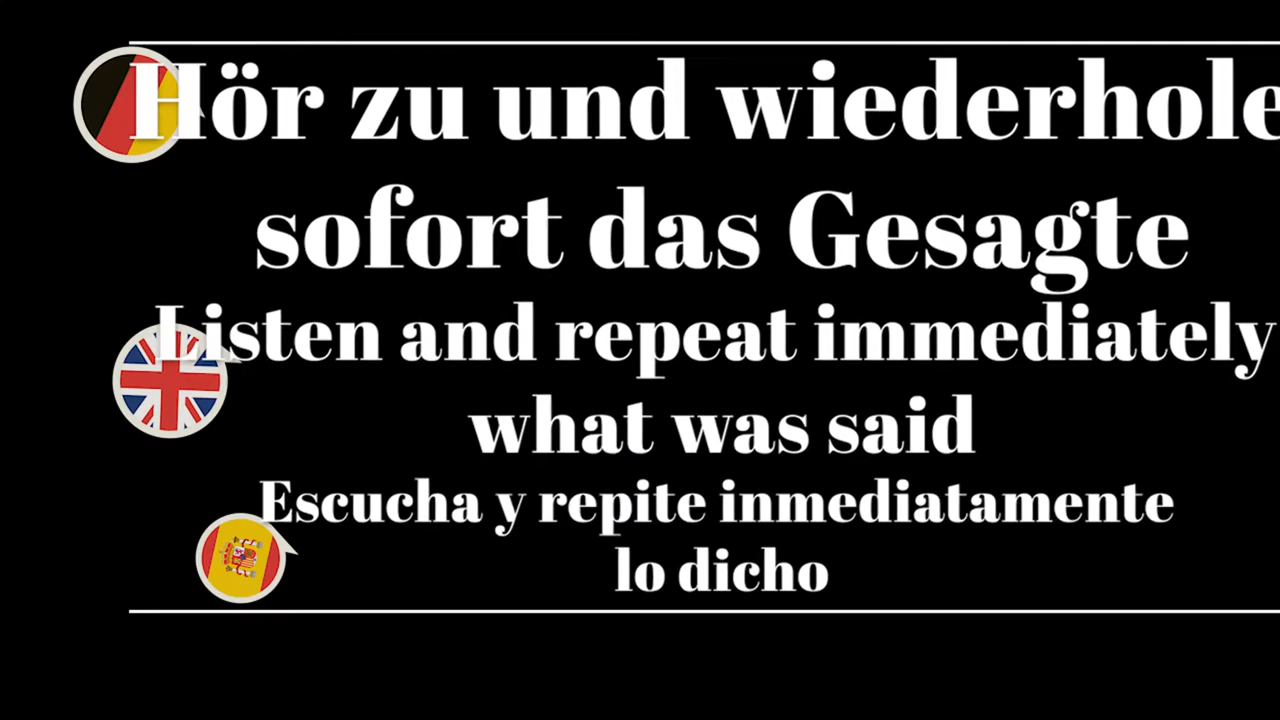 Hör zu und wiederhole
sofort das Gesagte
Listen and repeat immediately
what was said
Escucha y repite inmediatamente
lo dicho